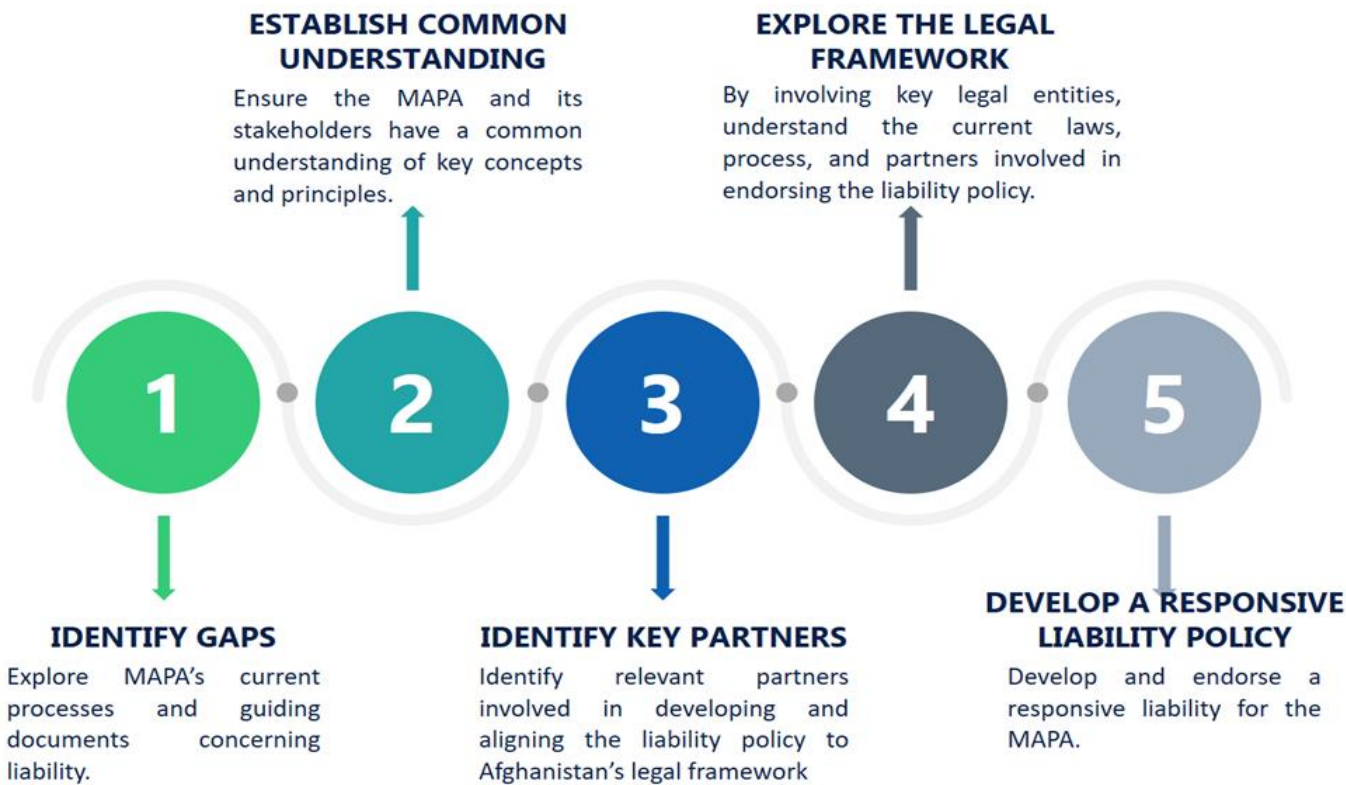 ESTABLISH COMMON
UNDERSTANDING
Ensure the MAPA and its
stakeholders have a common
understanding of key concepts
and principles.
EXPLORE THE LEGAL
FRAMEWORK
By involving key legal entities,
understand the current laws,
process, and partners involved in
endorsing the liability policy.
1
2
3
4
5
IDENTIFY GAPS
Explore MAPA’s current
processes and guiding
documents concerning
liability.
IDENTIFY KEY PARTNERS
Identify relevant partners
involved in developing and
aligning the liability policy to
Afghanistan’s legal framework
DEVELOP A RESPONSIVE
LIABILITY POLICY
Develop and endorse a
responsive liability for the
MAPA.